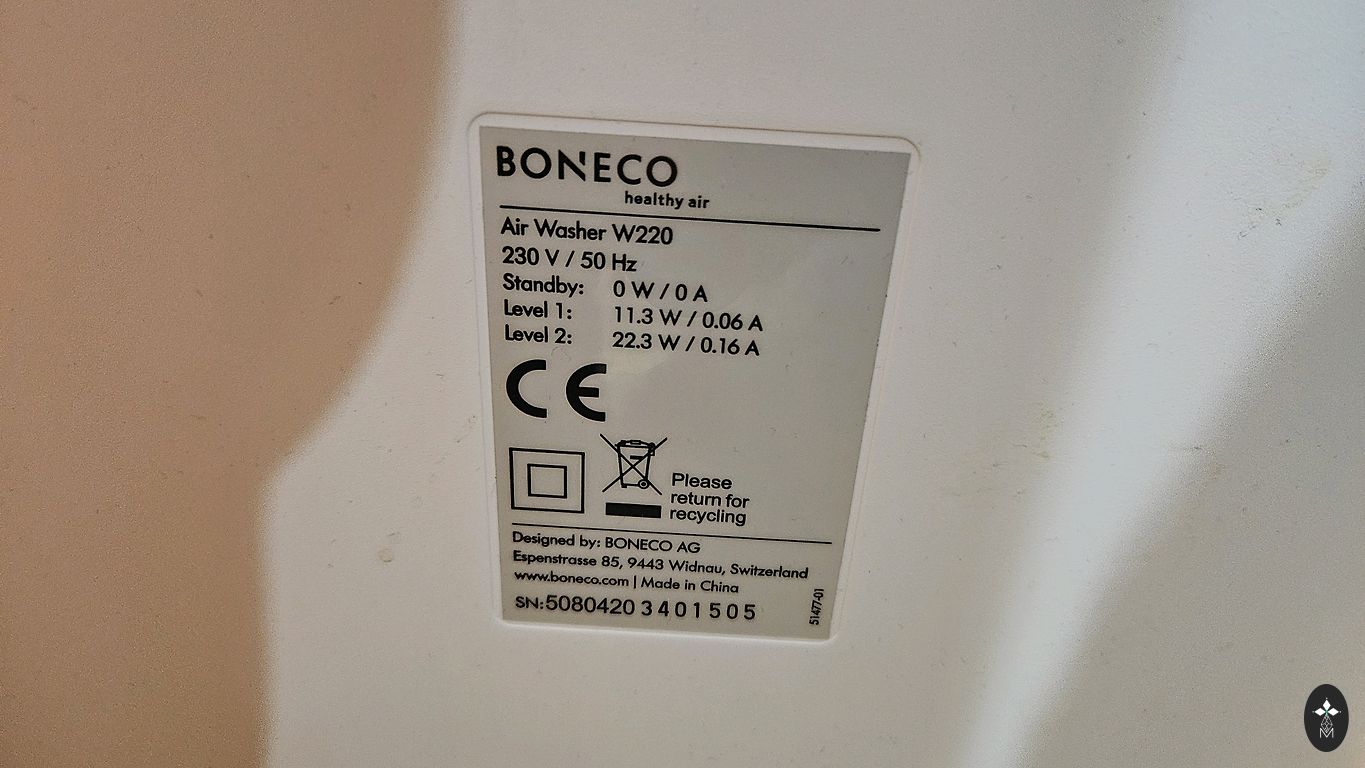 BONECO
healthy air
Air Washer W220
230 V / 50 Hz
Standby: 0 W / 0 A
Level 1: 11.3 W / 0.06 A
Level 2: 22.3 W / 0.16 A
CE
Please
return for
recycling
Designed by: BONECO AG
Espenstrasse 85, 9443 Widnau, Switzerland
www.boneco.com | Made in China
SN:5080420 3401505
51477-01
M